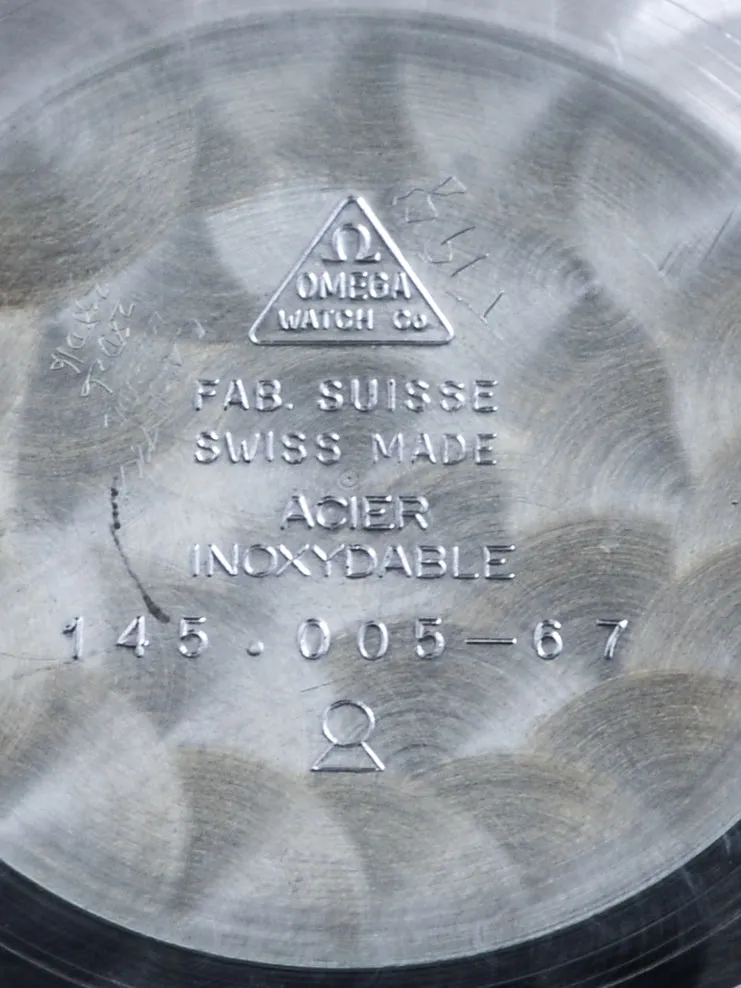 Ω
OMEGA
WATCH Co
FAB. SUISSE
SWISS MADE
ACIER
INOXYDABLE
145.005-67